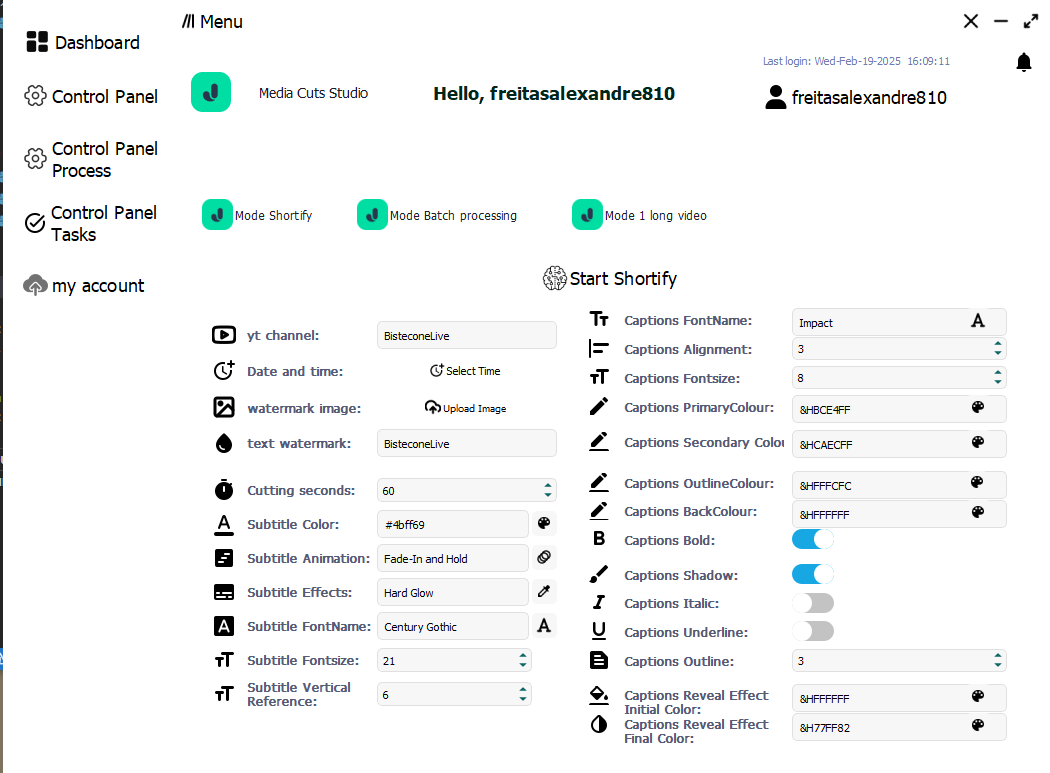 Menu
Dashboard
Last login: Wed-Feb-19-2025 16:09:11
Control Panel
Media Cuts Studio
Hello, freitasalexandre810
freitasalexandre810
Control Panel
Process
Control Panel
Tasks
Mode Shortify
Mode Batch processing
Mode 1 long video
my account
Start Shortify
yt channel:
BisteconeLive
Date and time:
Select Time
watermark image:
Upload Image
text watermark:
BisteconeLive
Cutting seconds:
60
Subtitle Color:
#4bff69
Subtitle Animation:
Fade-In and Hold
Subtitle Effects:
Hard Glow
Subtitle FontName:
Century Gothic
Subtitle Fontsize:
21
Subtitle Vertical
Reference:
6
Captions FontName:
Impact
Captions Alignment:
3
Captions Fontsize:
8
Captions PrimaryColour:
&HBCE4FF
Captions Secondary Colou
&HCAECFF
Captions OutlineColour:
&HFFFCFC
Captions BackColour:
&HFFFFFF
Captions Bold:
Captions Shadow:
Captions Italic:
Captions Underline:
Captions Outline:
3
Captions Reveal Effect
Initial Color:
&HFFFFFF
Captions Reveal Effect
Final Color:
&H77FF82